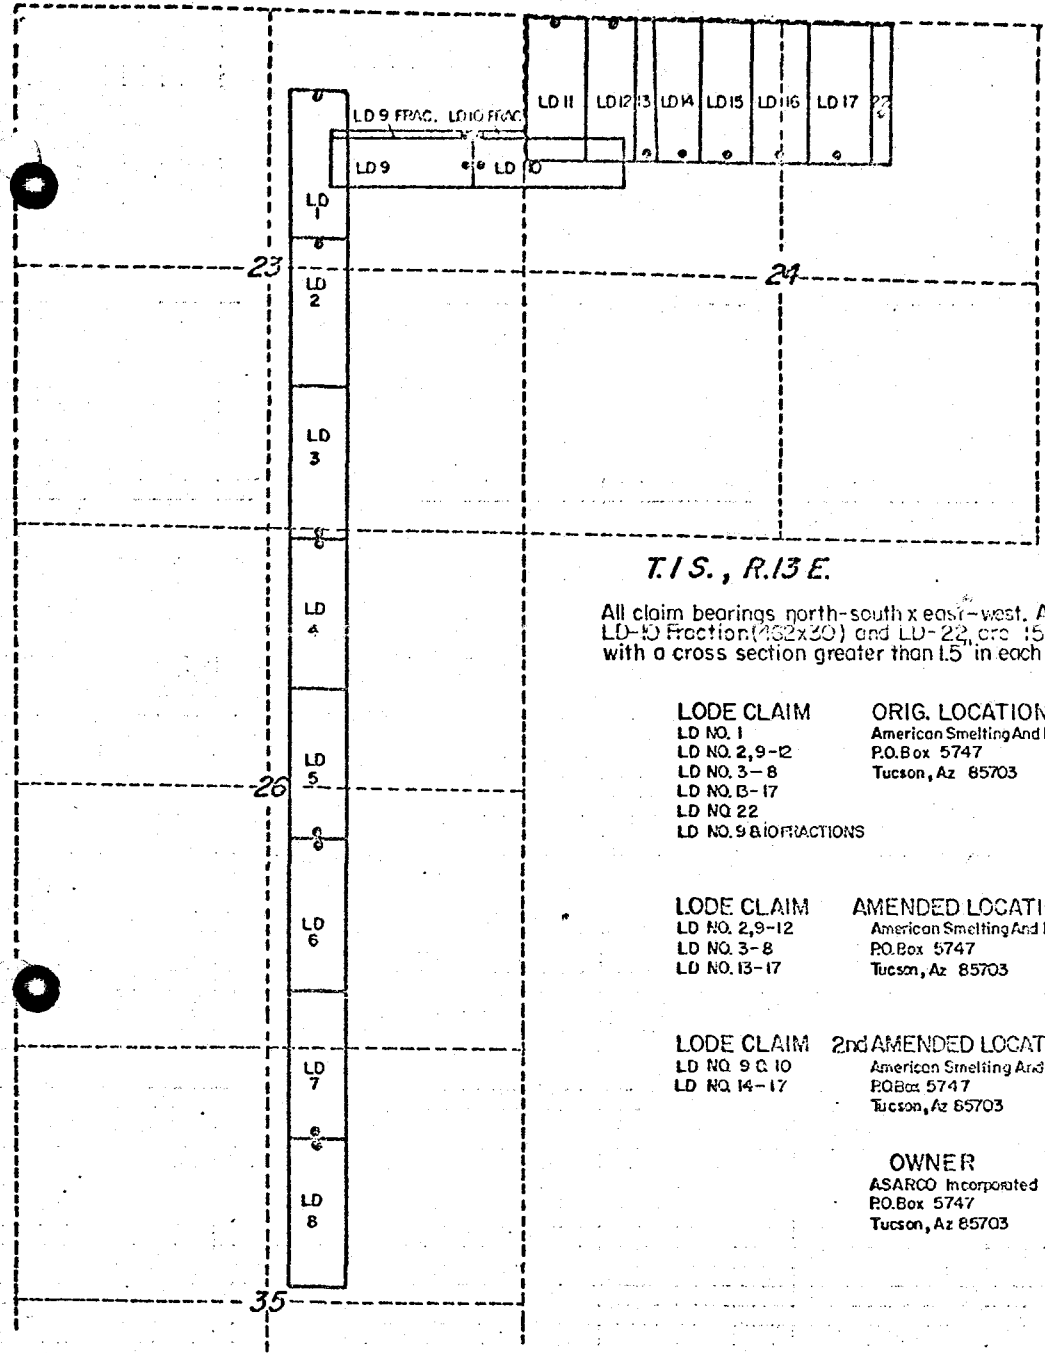 LD 11
LD12
13
LD14
LD15
LD 16
LD 17
22
LD 9 FRAC.
LD 10 FRAC
LD 9
LD 10
LD
1
23
24
LD
2
LD
3
T.1 S., R.13 E.
LD
4
All claim bearings north-south x east-west. A
LD-10 Fraction (432x30) and LD-22, are 15
with a cross section greater than 1.5" in each
LODE CLAIM
LD NO. 1
LD NO. 2,9-12
LD NO. 3-8
LD NO. 13-17
LD NO. 22
LD NO. 9 & 10 FRACTIONS
ORIG. LOCATION
American Smelting And
P.O. Box 5747
Tucson, Az 85703
LD
5
26
LD
6
LODE CLAIM
LD NO. 2,9-12
LD NO. 3-8
LD NO. 13-17
AMENDED LOCATI
American Smelting And
P.O. Box 5747
Tucson, Az 85703
LD
7
LODE CLAIM
LD NO. 9 & 10
LD NO. 14-17
2nd AMENDED LOCAT
American Smelting And
P.O. Box 5747
Tucson, Az 85703
LD
8
OWNER
ASARCO Incorporated
P.O. Box 5747
Tucson, Az 85703
35